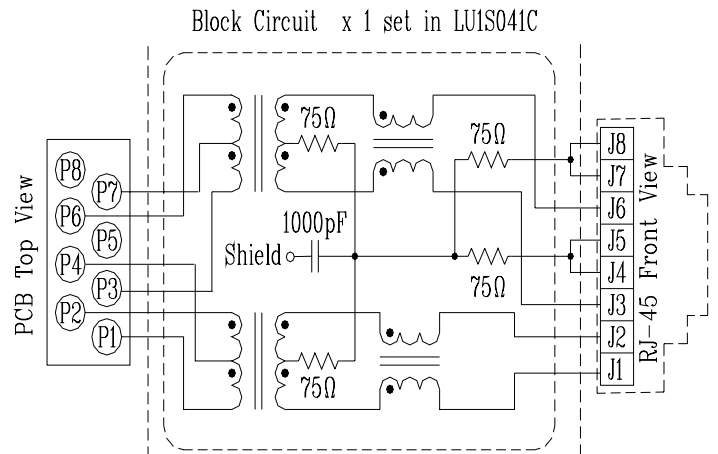 Block Circuit x 1 set in LU1S041C
PCB Top View
P8
P7
P6
P5
P4
P3
P2
P1
75Ω
75Ω
1000pF
Shield
75Ω
75Ω
J8
J7
J6
J5
J4
J3
J2
J1
RJ-45 Front View